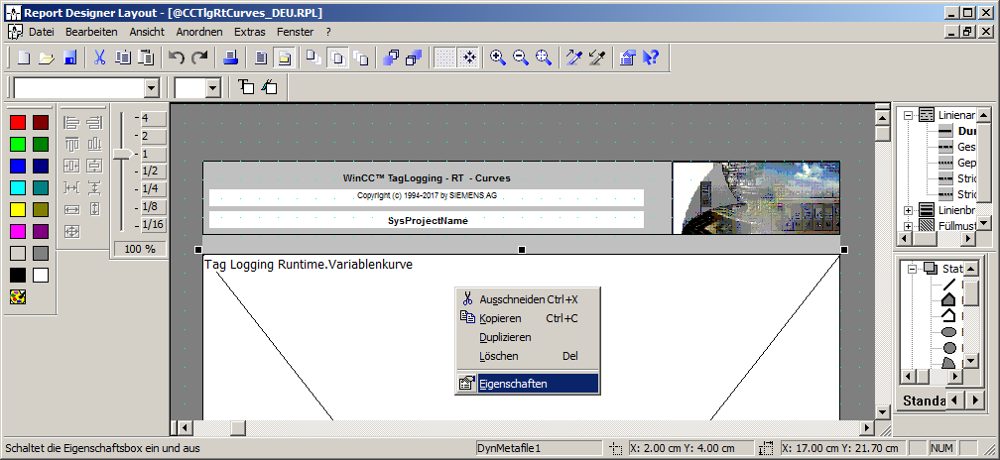 Report Designer Layout - [@CCTlgRtCurves_DEU.RPL]
Datei Bearbeiten Ansicht Anordnen Extras Fenster ?
4
2
1
1/2
1/4
1/8
1/16
100 %
WinCC™ TagLogging - RT - Curves
Copyright (c) 1994-2017 by SIEMENS AG
SysProjectName
Tag Logging Runtime.Variablenkurve
Ausschneiden Ctrl+X
Kopieren Ctrl+C
Duplizieren
Löschen Del
Eigenschaften
Linienar
Dur
Ges
Gep
Stric
Stric
Linienbr
Füllmust
Stat
Standa
Schaltet die Eigenschaftsbox ein und aus
DynMetafile1
X: 2.00 cm Y: 4.00 cm
X: 17.00 cm Y: 21.70 cm
NUM